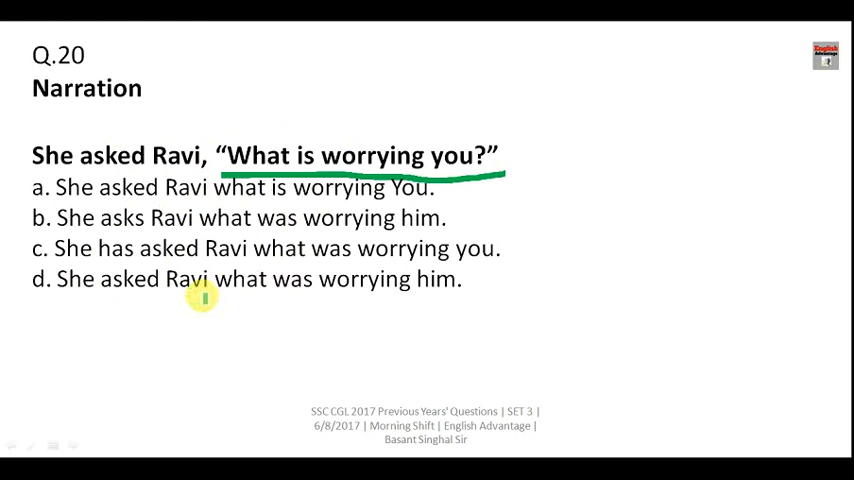 Q.20
English
Advantage
Narration
She asked Ravi, “What is worrying you?”
a. She asked Ravi what is worrying You.
b. She asks Ravi what was worrying him.
c. She has asked Ravi what was worrying you.
d. She asked Ravi what was worrying him.
SSC CGL 2017 Previous Years' Questions | SET 3 |
6/8/2017 | Morning Shift | English Advantage |
Basant Singhal Sir